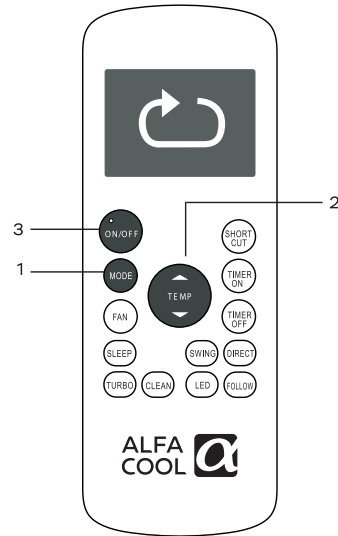 2
3
ON/OFF
SHORT
CUT
1
MODE
TEMP
TIMER
ON
FAN
TIMER
OFF
SLEEP
SWING
DIRECT
TURBO
CLEAN
LED
FOLLOW
ALFA
COOL
α